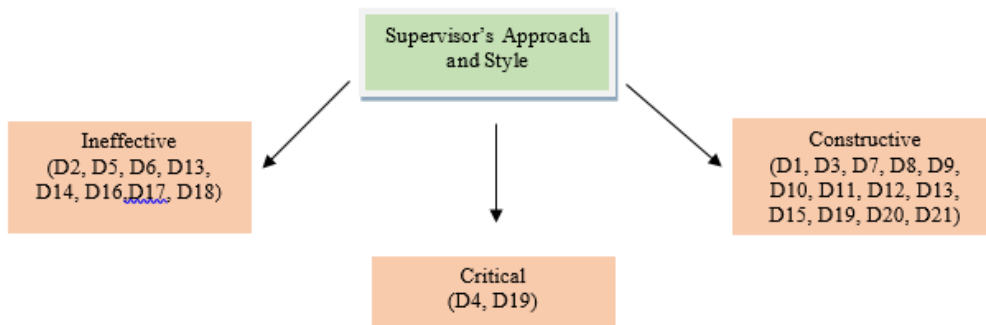 Supervisor's Approach
and Style
Ineffective
(D2, D5, D6, D13,
D14, D16,D17, D18)
Constructive
(D1, D3, D7, D8, D9,
D10, D11, D12, D13,
D15, D19, D20, D21)
Critical
(D4, D19)